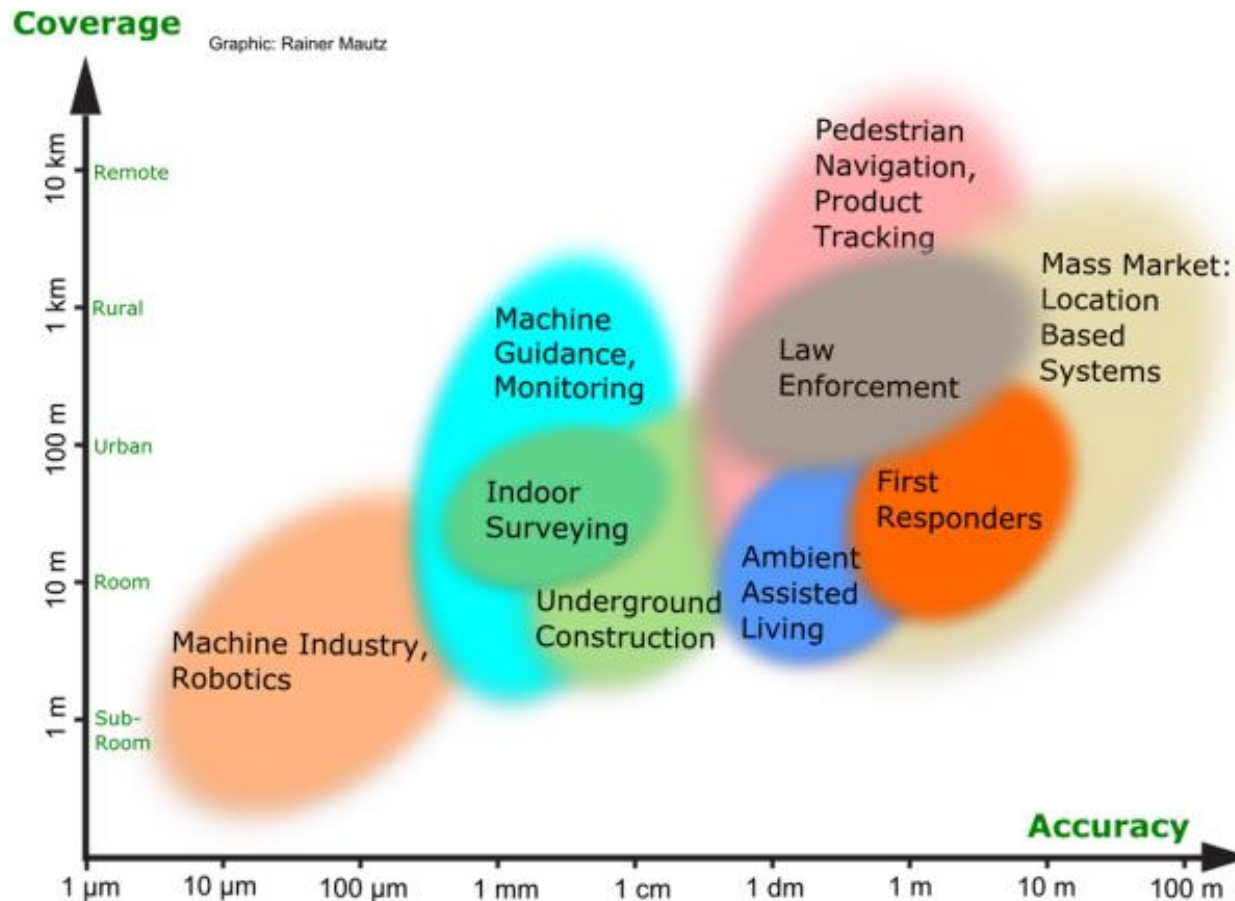 Coverage
Graphic: Rainer Mautz
10 km
Remote
1 km
Rural
100 m
Urban
10 m
Room
1 m
Sub-
Room
Pedestrian
Navigation,
Product
Tracking
Mass Market:
Location
Based
Systems
Machine
Guidance,
Monitoring
Law
Enforcement
Indoor
Surveying
First
Responders
Ambient
Assisted
Living
Underground
Construction
Machine Industry,
Robotics
Accuracy
1 µm
10 µm
100 µm
1 mm
1 cm
1 dm
1 m
10 m
100 m